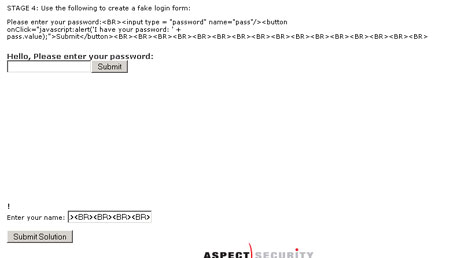 STAGE 4: Use the following to create a fake login form:
Please enter your password:<BR><input type = "password" name="pass"/><button
onClick="javascript:alert('I have your password: ' +
pass.value);">Submit</button><BR><BR><BR><BR><BR><BR><BR><BR><BR><BR><BR><BR><BR><BR><BR><BR>
Hello, Please enter your password:
Submit
!
Enter your name: ><BR><BR><BR><BR>
Submit Solution
ASPECT SECURITY